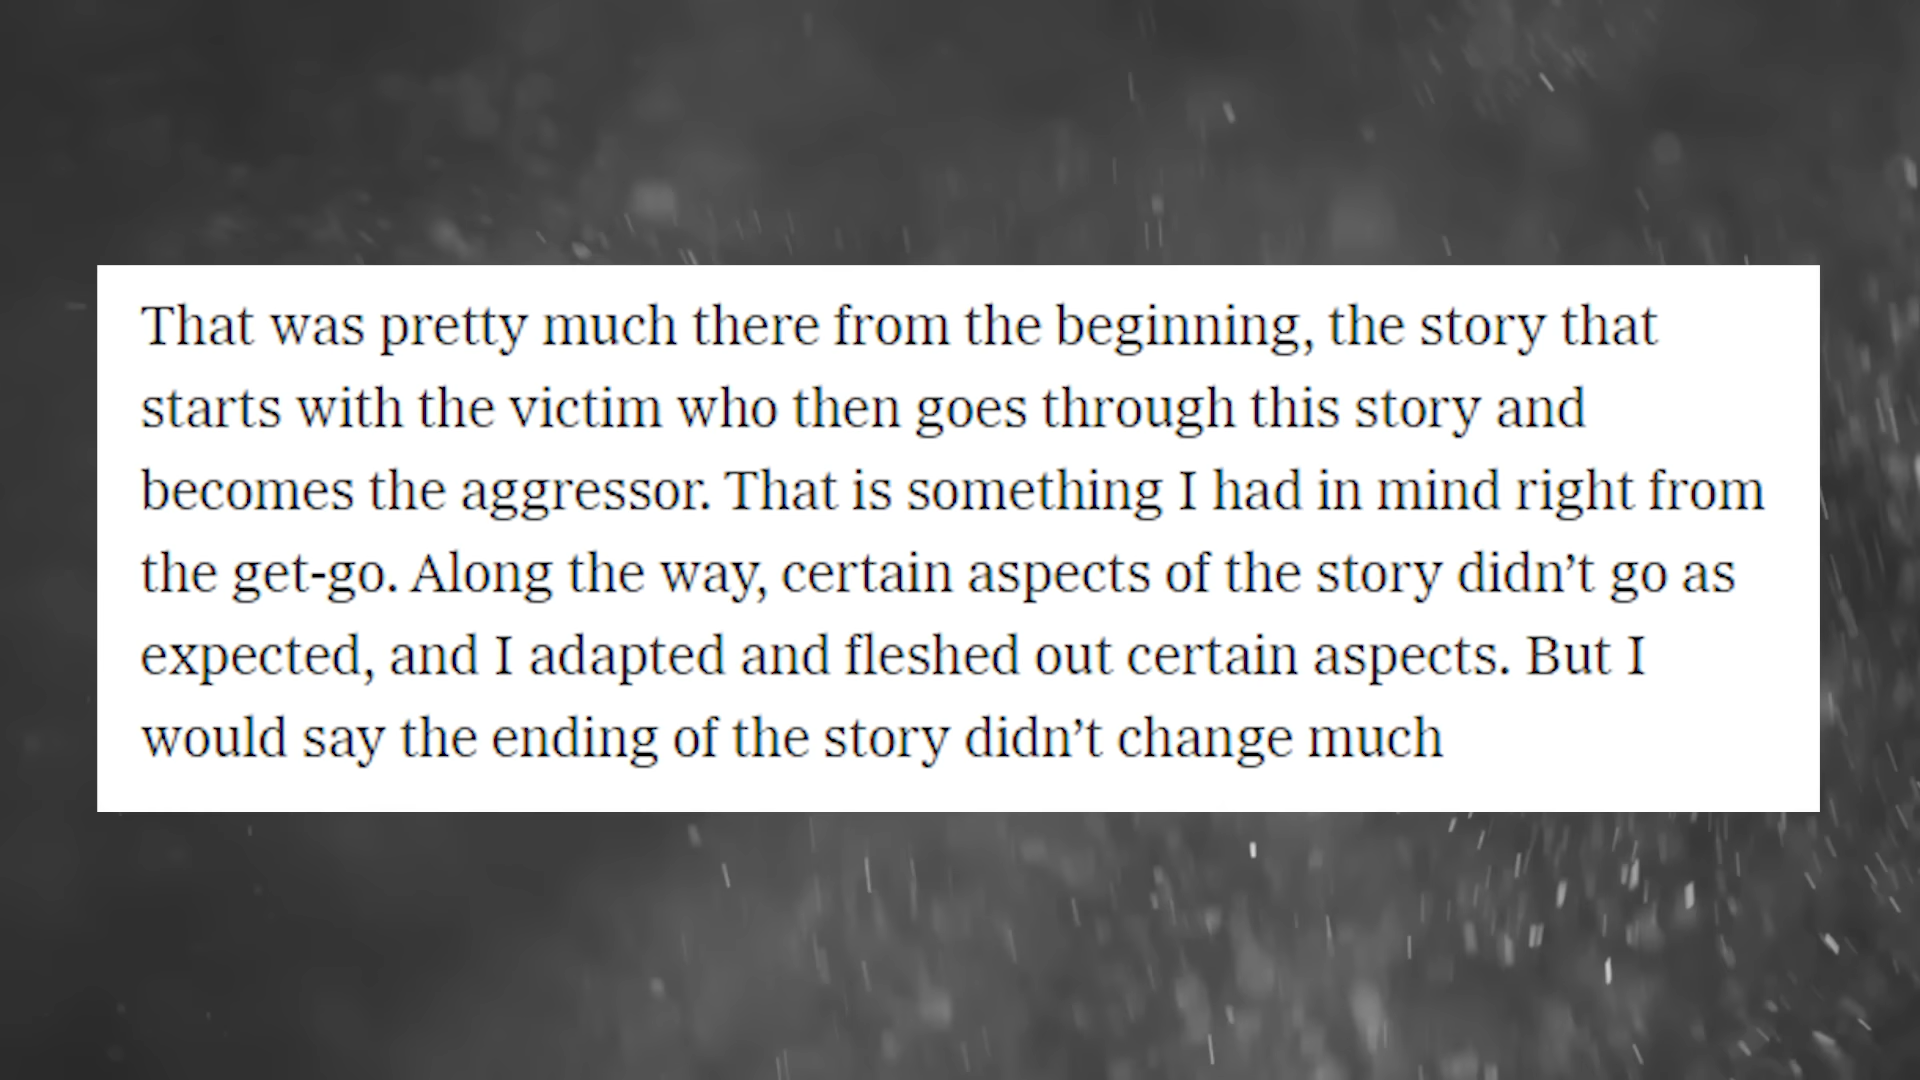 That was pretty much there from the beginning, the story that
starts with the victim who then goes through this story and
becomes the aggressor. That is something I had in mind right from
the get-go. Along the way, certain aspects of the story didn’t go as
expected, and I adapted and fleshed out certain aspects. But I
would say the ending of the story didn’t change much